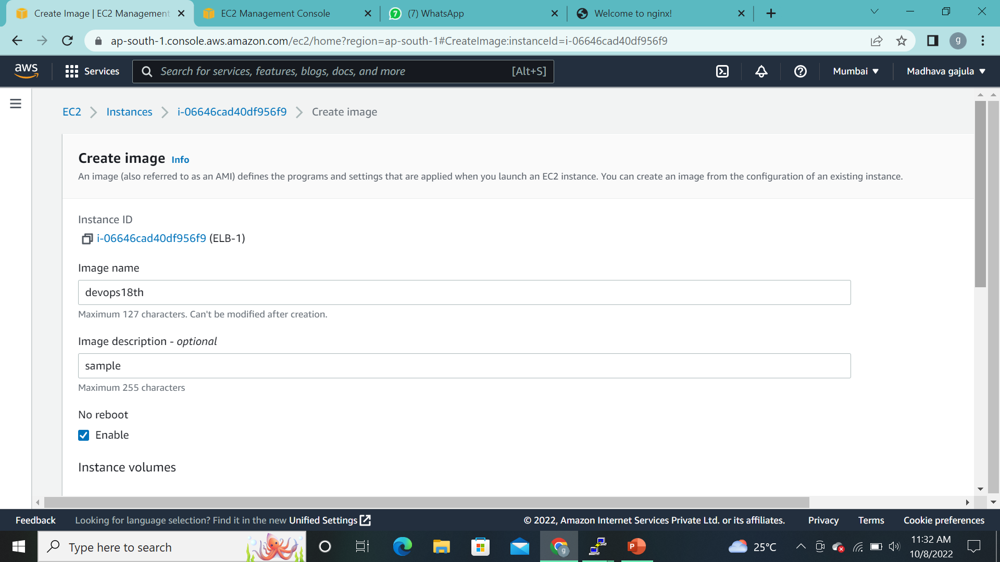 Create Image | EC2 Management
EC2 Management Console
(7) WhatsApp
Welcome to nginx!
ap-south-1.console.aws.amazon.com/ec2/home?region=ap-south-1#CreateImage:instanceId=i-06646cad40df956f9
g
aws
Services
Search for services, features, blogs, docs, and more
[Alt+S]
Mumbai
Madhava gajula
EC2
Instances
i-06646cad40df956f9
Create image
Create image Info
An image (also referred to as an AMI) defines the programs and settings that are applied when you launch an EC2 instance. You can create an image from the configuration of an existing instance.
Instance ID
i-06646cad40df956f9 (ELB-1)
Image name
devops18th
Maximum 127 characters. Can't be modified after creation.
Image description - optional
sample
Maximum 255 characters
No reboot
Enable
Instance volumes
Feedback
Looking for language selection? Find it in the new Unified Settings
© 2022, Amazon Internet Services Private Ltd. or its affiliates.
Privacy
Terms
Cookie preferences
Type here to search
25°C
11:32 AM
10/8/2022